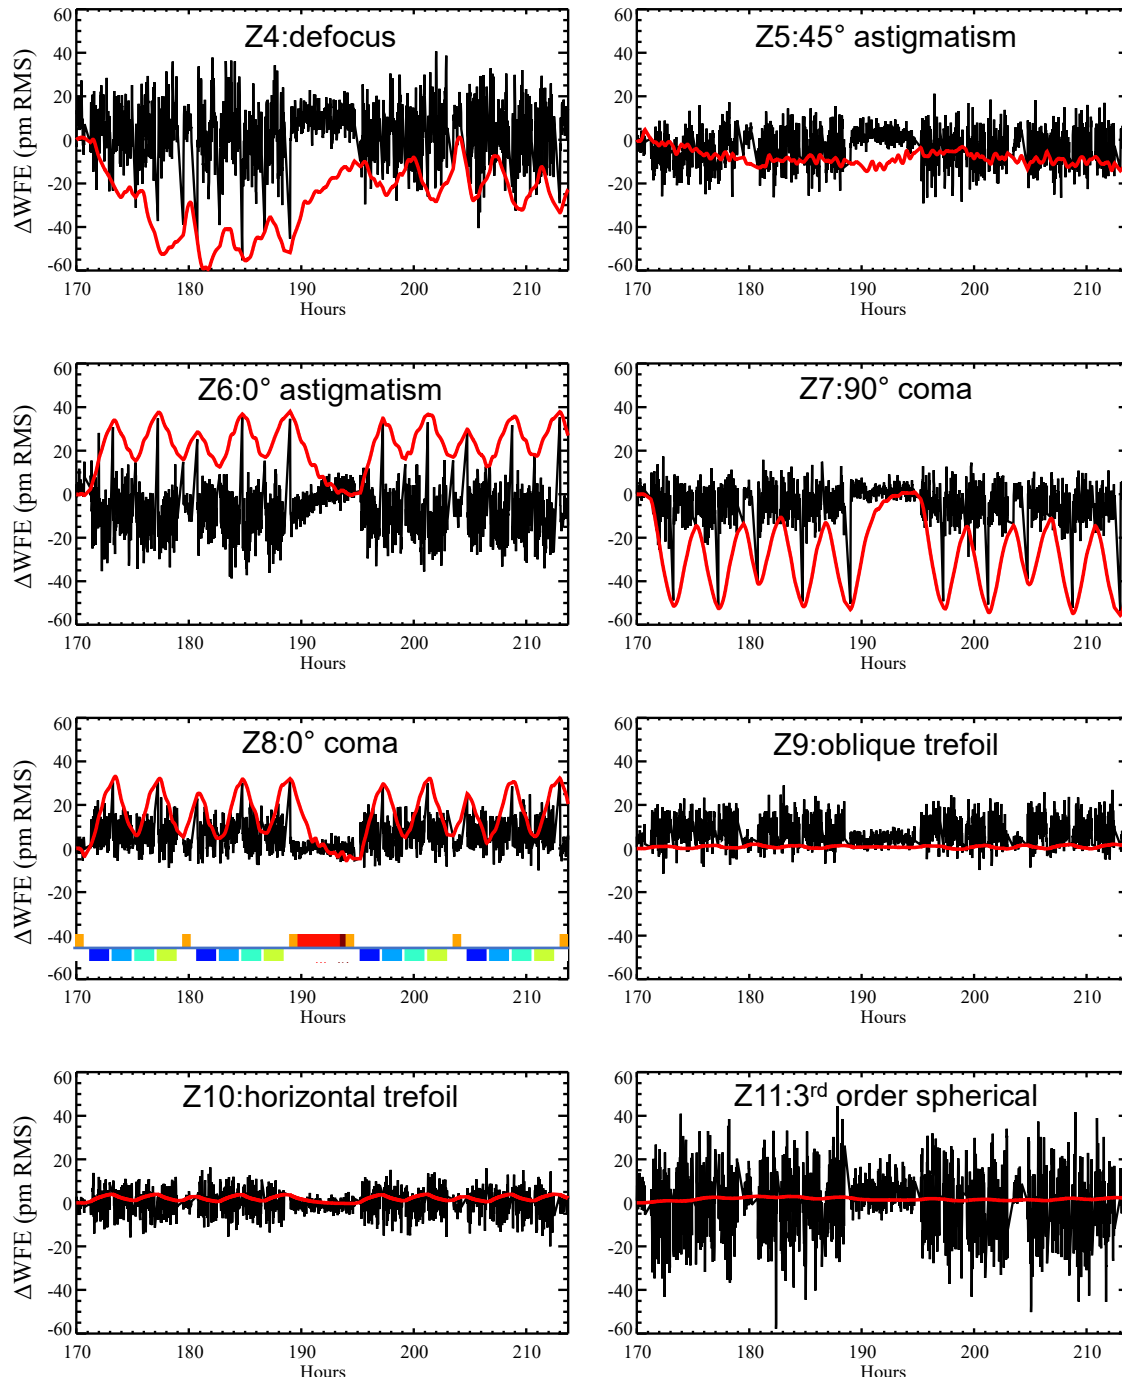 Z4:defocus
ΔWFE (pm RMS)
60
40
20
0
-20
-40
-60
170 180 190 200 210
Hours
Z5:45° astigmatism
60
40
20
0
-20
-40
-60
170 180 190 200 210
Hours
Z6:0° astigmatism
ΔWFE (pm RMS)
60
40
20
0
-20
-40
-60
170 180 190 200 210
Hours
Z7:90° coma
60
40
20
0
-20
-40
-60
170 180 190 200 210
Hours
Z8:0° coma
ΔWFE (pm RMS)
60
40
20
0
-20
-40
-60
170 180 190 200 210
Hours
Z9:oblique trefoil
60
40
20
0
-20
-40
-60
170 180 190 200 210
Hours
Z10:horizontal trefoil
ΔWFE (pm RMS)
60
40
20
0
-20
-40
-60
170 180 190 200 210
Hours
Z11:3rd order spherical
60
40
20
0
-20
-40
-60
170 180 190 200 210
Hours